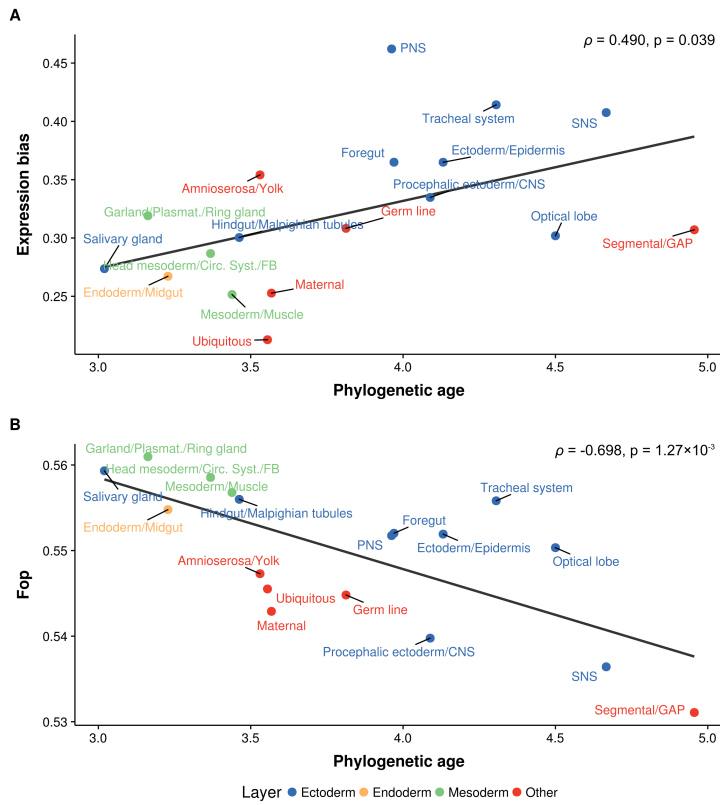 A
ρ = 0.490, p = 0.039
PNS
Tracheal system
SNS
Foregut
Ectoderm/Epidermis
Amnioserosa/Yolk
Procephalic ectoderm/CNS
Garland/Plasmat./Ring gland
Germ line
Hindgut/Malpighian tubules
Optical lobe
Salivary gland
Segmental/GAP
Head mesoderm/Circ. Syst./FB
Endoderm/Midgut
Maternal
Mesoderm/Muscle
Ubiquitous
Expression bias
0.45
0.40
0.35
0.30
0.25
3.0 3.5 4.0 4.5 5.0
Phylogenetic age
B
ρ = -0.698, p = 1.27×10⁻³
Garland/Plasmat./Ring gland
Head mesoderm/Circ. Syst./FB
Mesoderm/Muscle
Tracheal system
Salivary gland
Hindgut/Malpighian tubules
Foregut
Endoderm/Midgut
PNS
Ectoderm/Epidermis
Amnioserosa/Yolk
Optical lobe
Ubiquitous
Germ line
Maternal
Procephalic ectoderm/CNS
SNS
Segmental/GAP
Fop
0.56
0.55
0.54
0.53
3.0 3.5 4.0 4.5 5.0
Phylogenetic age
Layer Ectoderm Endoderm Mesoderm Other